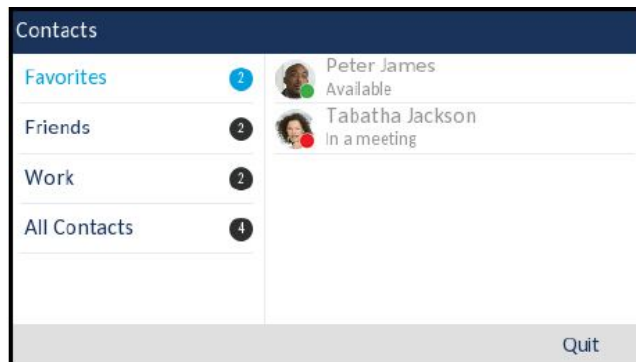 Contacts
Favorites 2
Peter James
Available
Friends 2
Tabatha Jackson
In a meeting
Work 2
All Contacts 4
Quit